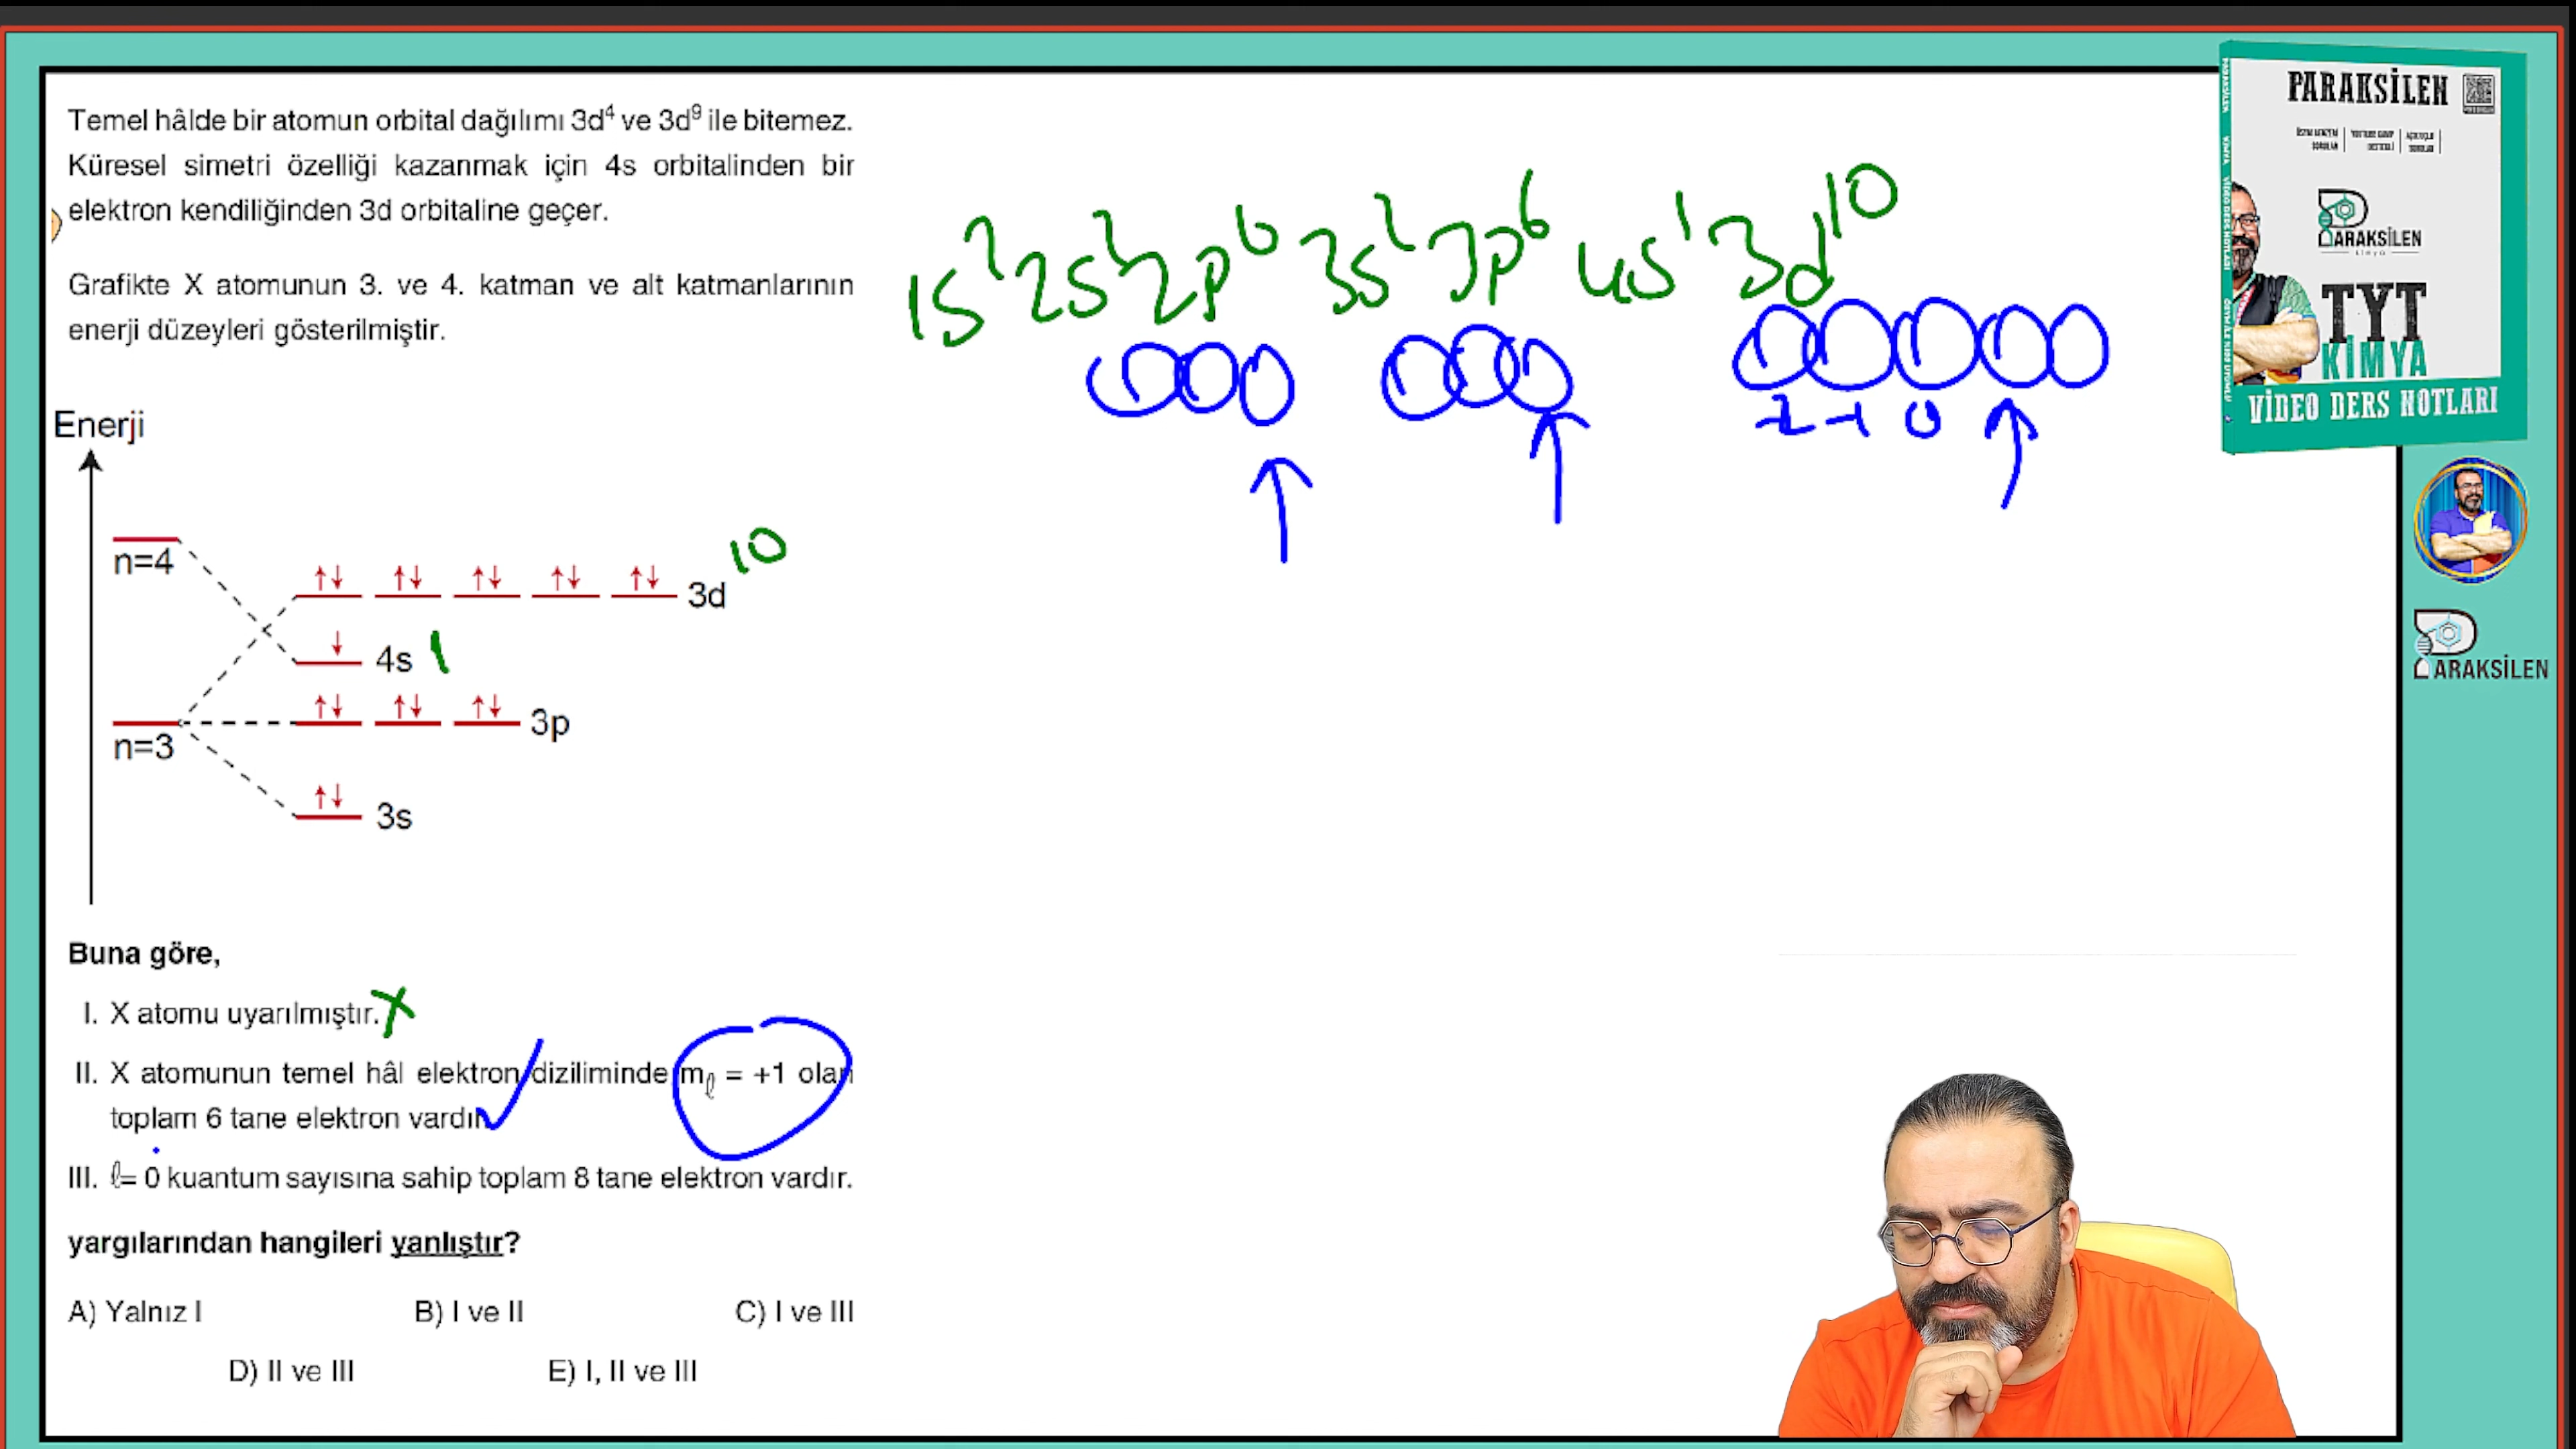 Temel hâlde bir atomun orbital dağılımı 3d⁴ ve 3d⁹ ile bitemez.
Küresel simetri özelliği kazanmak için 4s orbitalinden bir
elektron kendiliğinden 3d orbitaline geçer.
Grafikte X atomunun 3. ve 4. katman ve alt katmanlarının
enerji düzeyleri gösterilmiştir.
1s² 2s² 2p⁶ 3s² 3p⁶ 4s¹ 3d¹⁰
-2 -1 0
Enerji
n=4
↑↓ ↑↓ ↑↓ ↑↓ ↑↓ 3d 10
↓ 4s 1
↑↓ ↑↓ ↑↓ 3p
n=3
↑↓ 3s
Buna göre,
I. X atomu uyarılmıştır. X
II. X atomunun temel hâl elektron diziliminde mℓ = +1 olan
toplam 6 tane elektron vardır.
III. ℓ= 0 kuantum sayısına sahip toplam 8 tane elektron vardır.
yargılarından hangileri yanlıştır?
A) Yalnız I B) I ve II C) I ve III
D) II ve III E) I, II ve III
PARAKSİLEN
PARAKSİLEN
kimya
TYT
KİMYA
VİDEO DERS NOTLARI
PARAKSİLEN